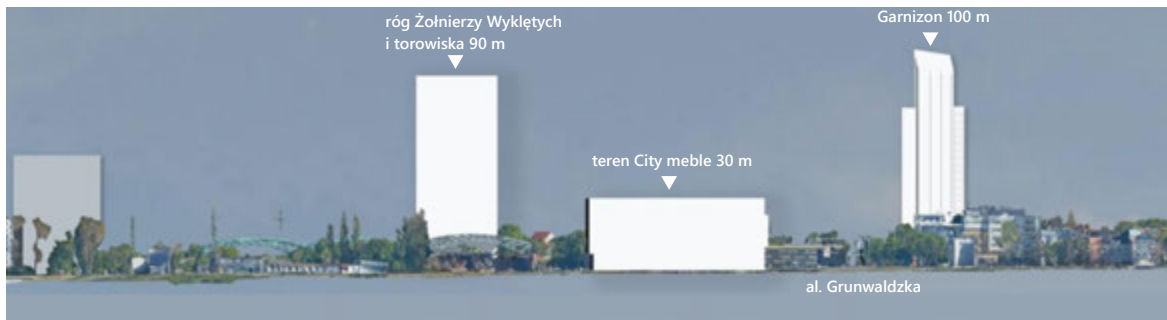 róg Żołnierzy Wyklętych
i torowiska 90 m
Garnizon 100 m
teren City meble 30 m
al. Grunwaldzka